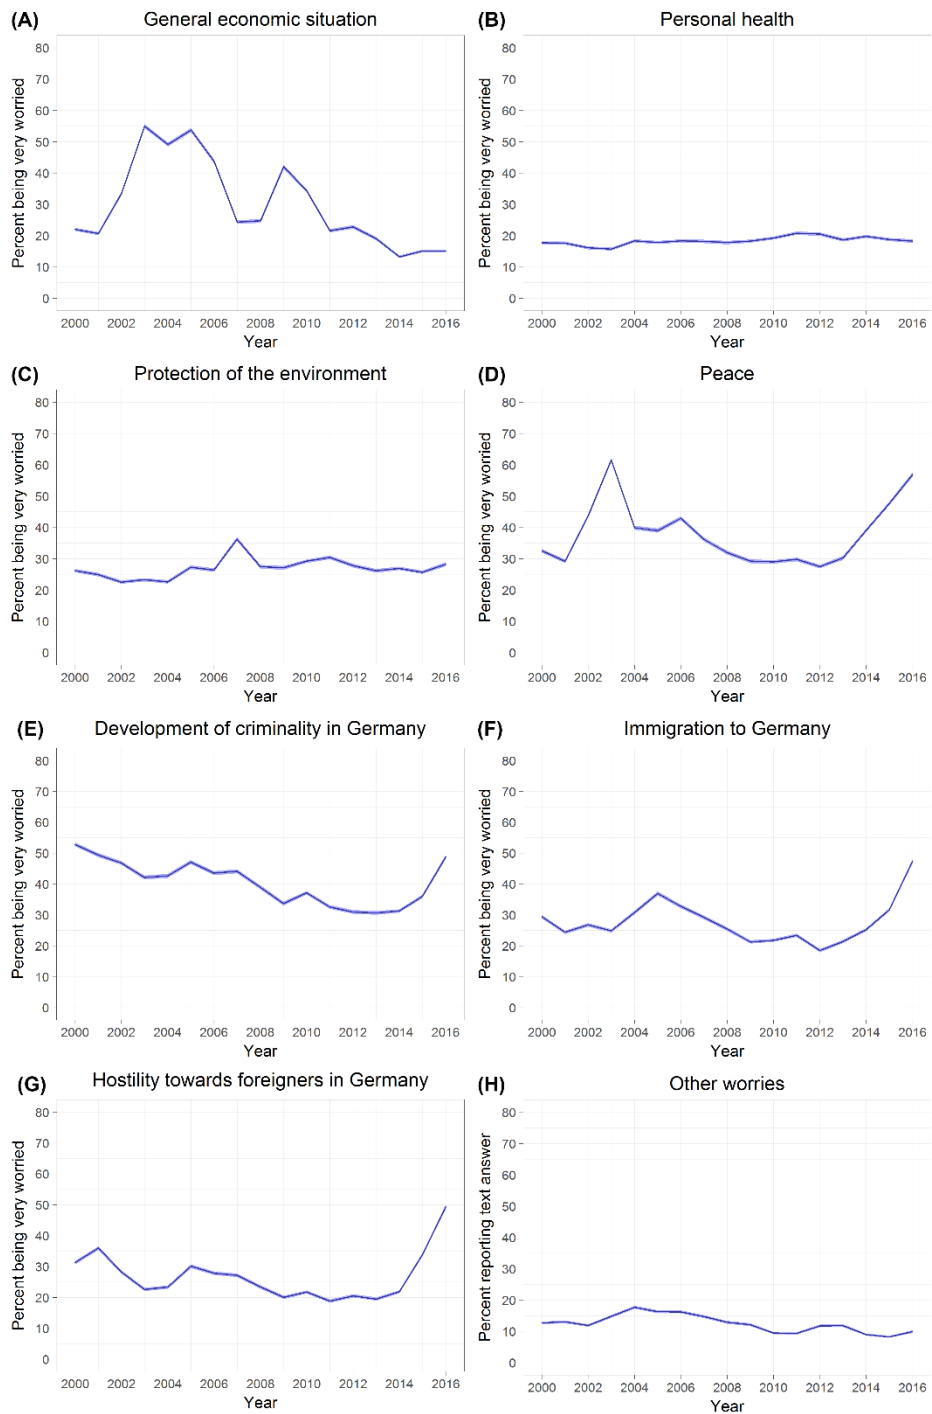 (A) General economic situation
Percent being very worried
80
70
60
50
40
30
20
10
0
2000 2002 2004 2006 2008 2010 2012 2014 2016
Year
(B) Personal health
Percent being very worried
80
70
60
50
40
30
20
10
0
2000 2002 2004 2006 2008 2010 2012 2014 2016
Year
(C) Protection of the environment
Percent being very worried
80
70
60
50
40
30
20
10
0
2000 2002 2004 2006 2008 2010 2012 2014 2016
Year
(D) Peace
Percent being very worried
80
70
60
50
40
30
20
10
0
2000 2002 2004 2006 2008 2010 2012 2014 2016
Year
(E) Development of criminality in Germany
Percent being very worried
80
70
60
50
40
30
20
10
0
2000 2002 2004 2006 2008 2010 2012 2014 2016
Year
(F) Immigration to Germany
Percent being very worried
80
70
60
50
40
30
20
10
0
2000 2002 2004 2006 2008 2010 2012 2014 2016
Year
(G) Hostility towards foreigners in Germany
Percent being very worried
80
70
60
50
40
30
20
10
0
2000 2002 2004 2006 2008 2010 2012 2014 2016
Year
(H) Other worries
Percent reporting text answer
80
70
60
50
40
30
20
10
0
2000 2002 2004 2006 2008 2010 2012 2014 2016
Year